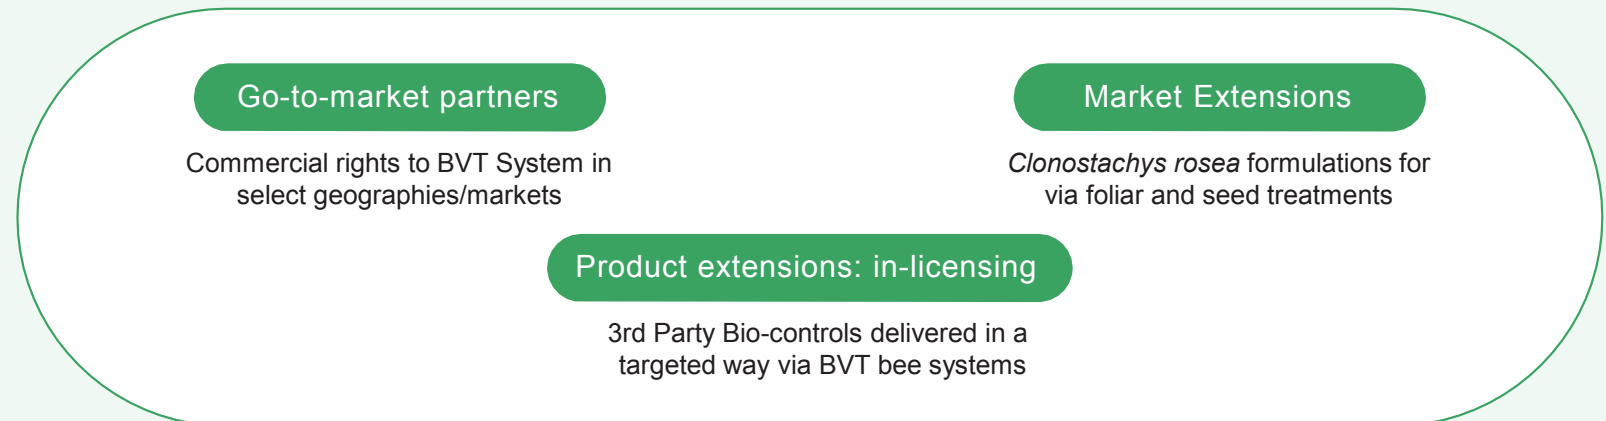 Go-to-market partners
Commercial rights to BVT System in
select geographies/markets
Market Extensions
Clonostachys rosea formulations for
via foliar and seed treatments
Product extensions: in-licensing
3rd Party Bio-controls delivered in a
targeted way via BVT bee systems